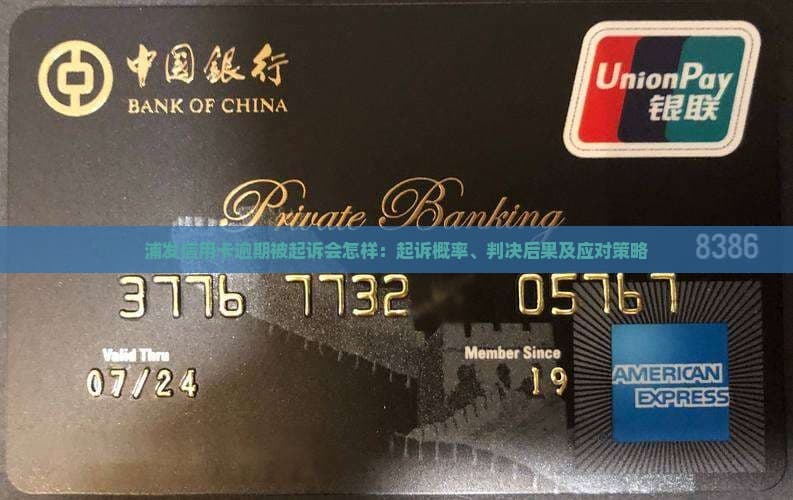 中国银行
BANK OF CHINA
UnionPay
银联
Private Banking
浦发信用卡逾期被起诉会怎样：起诉概率、判决后果及应对策略
8386
3776 7732 05767
Valid Thru
07/24
Member Since
19
AMERICAN
EXPRESS